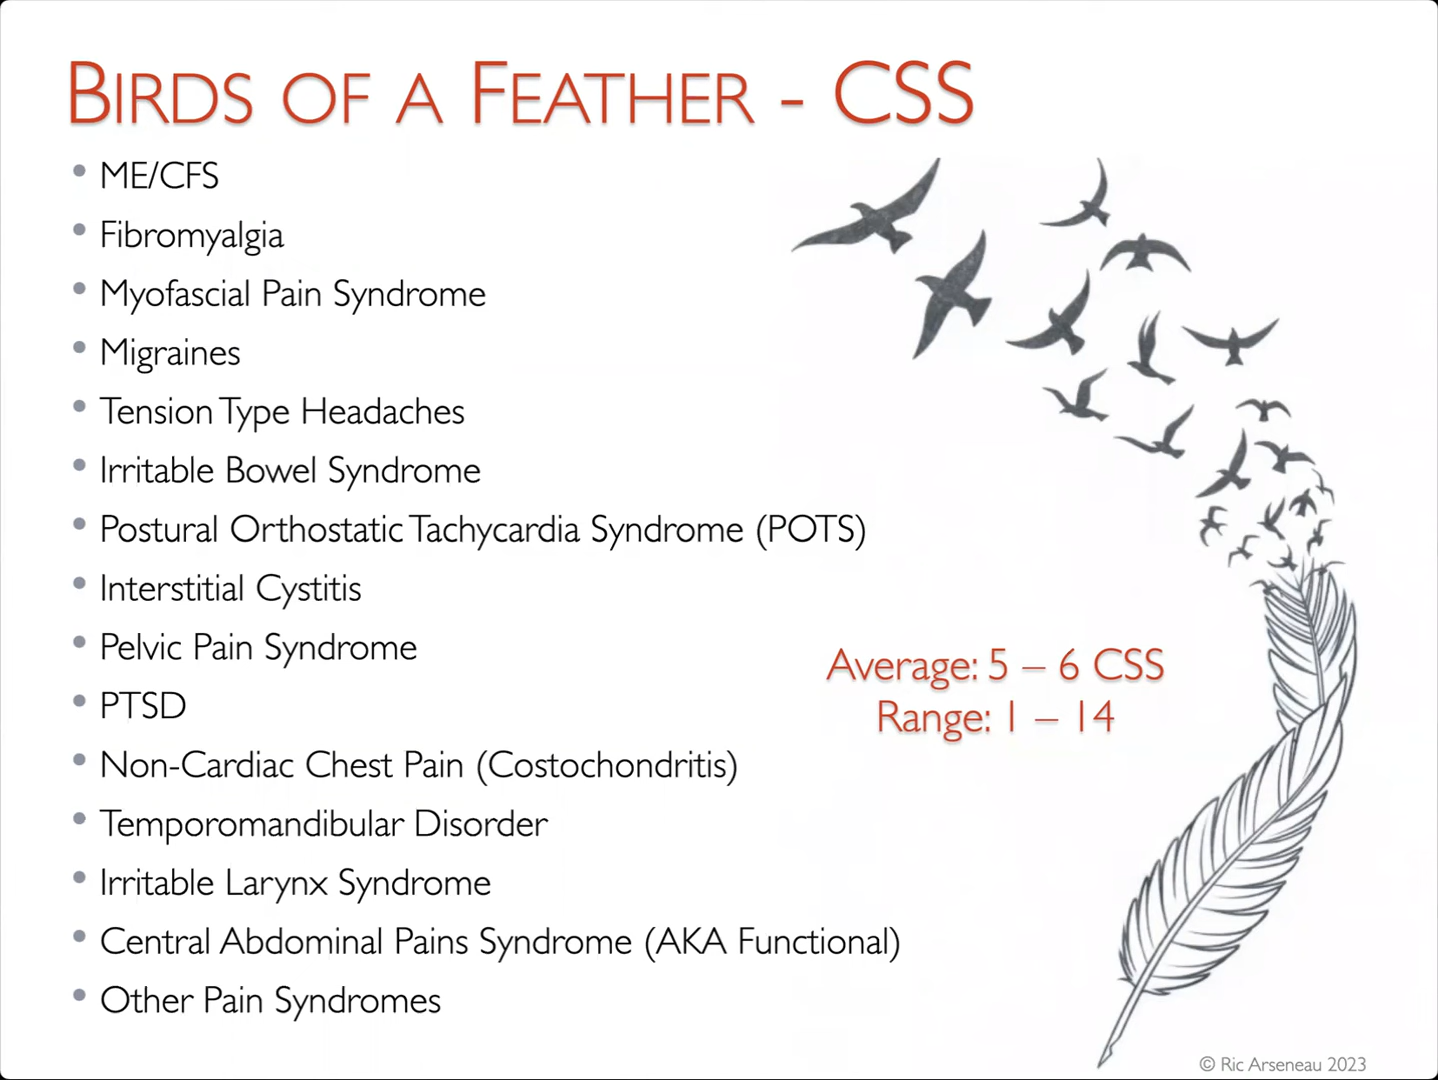 BIRDS OF A FEATHER - CSS
• ME/CFS
• Fibromyalgia
• Myofascial Pain Syndrome
• Migraines
• Tension Type Headaches
• Irritable Bowel Syndrome
• Postural Orthostatic Tachycardia Syndrome (POTS)
• Interstitial Cystitis
• Pelvic Pain Syndrome
• PTSD
• Non-Cardiac Chest Pain (Costochondritis)
• Temporomandibular Disorder
• Irritable Larynx Syndrome
• Central Abdominal Pains Syndrome (AKA Functional)
• Other Pain Syndromes
Average: 5 – 6 CSS
Range: 1 – 14
© Ric Arseneau 2023